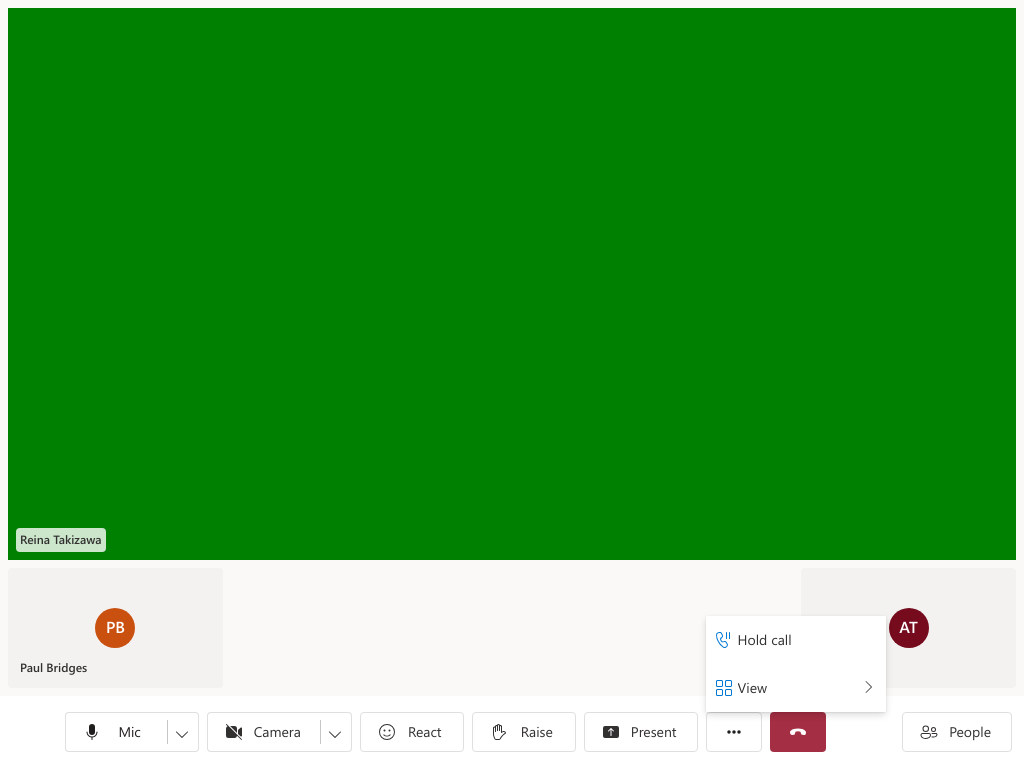 Reina Takizawa
PB
Paul Bridges
AT
Hold call
View
Mic
Camera
React
Raise
Present
People